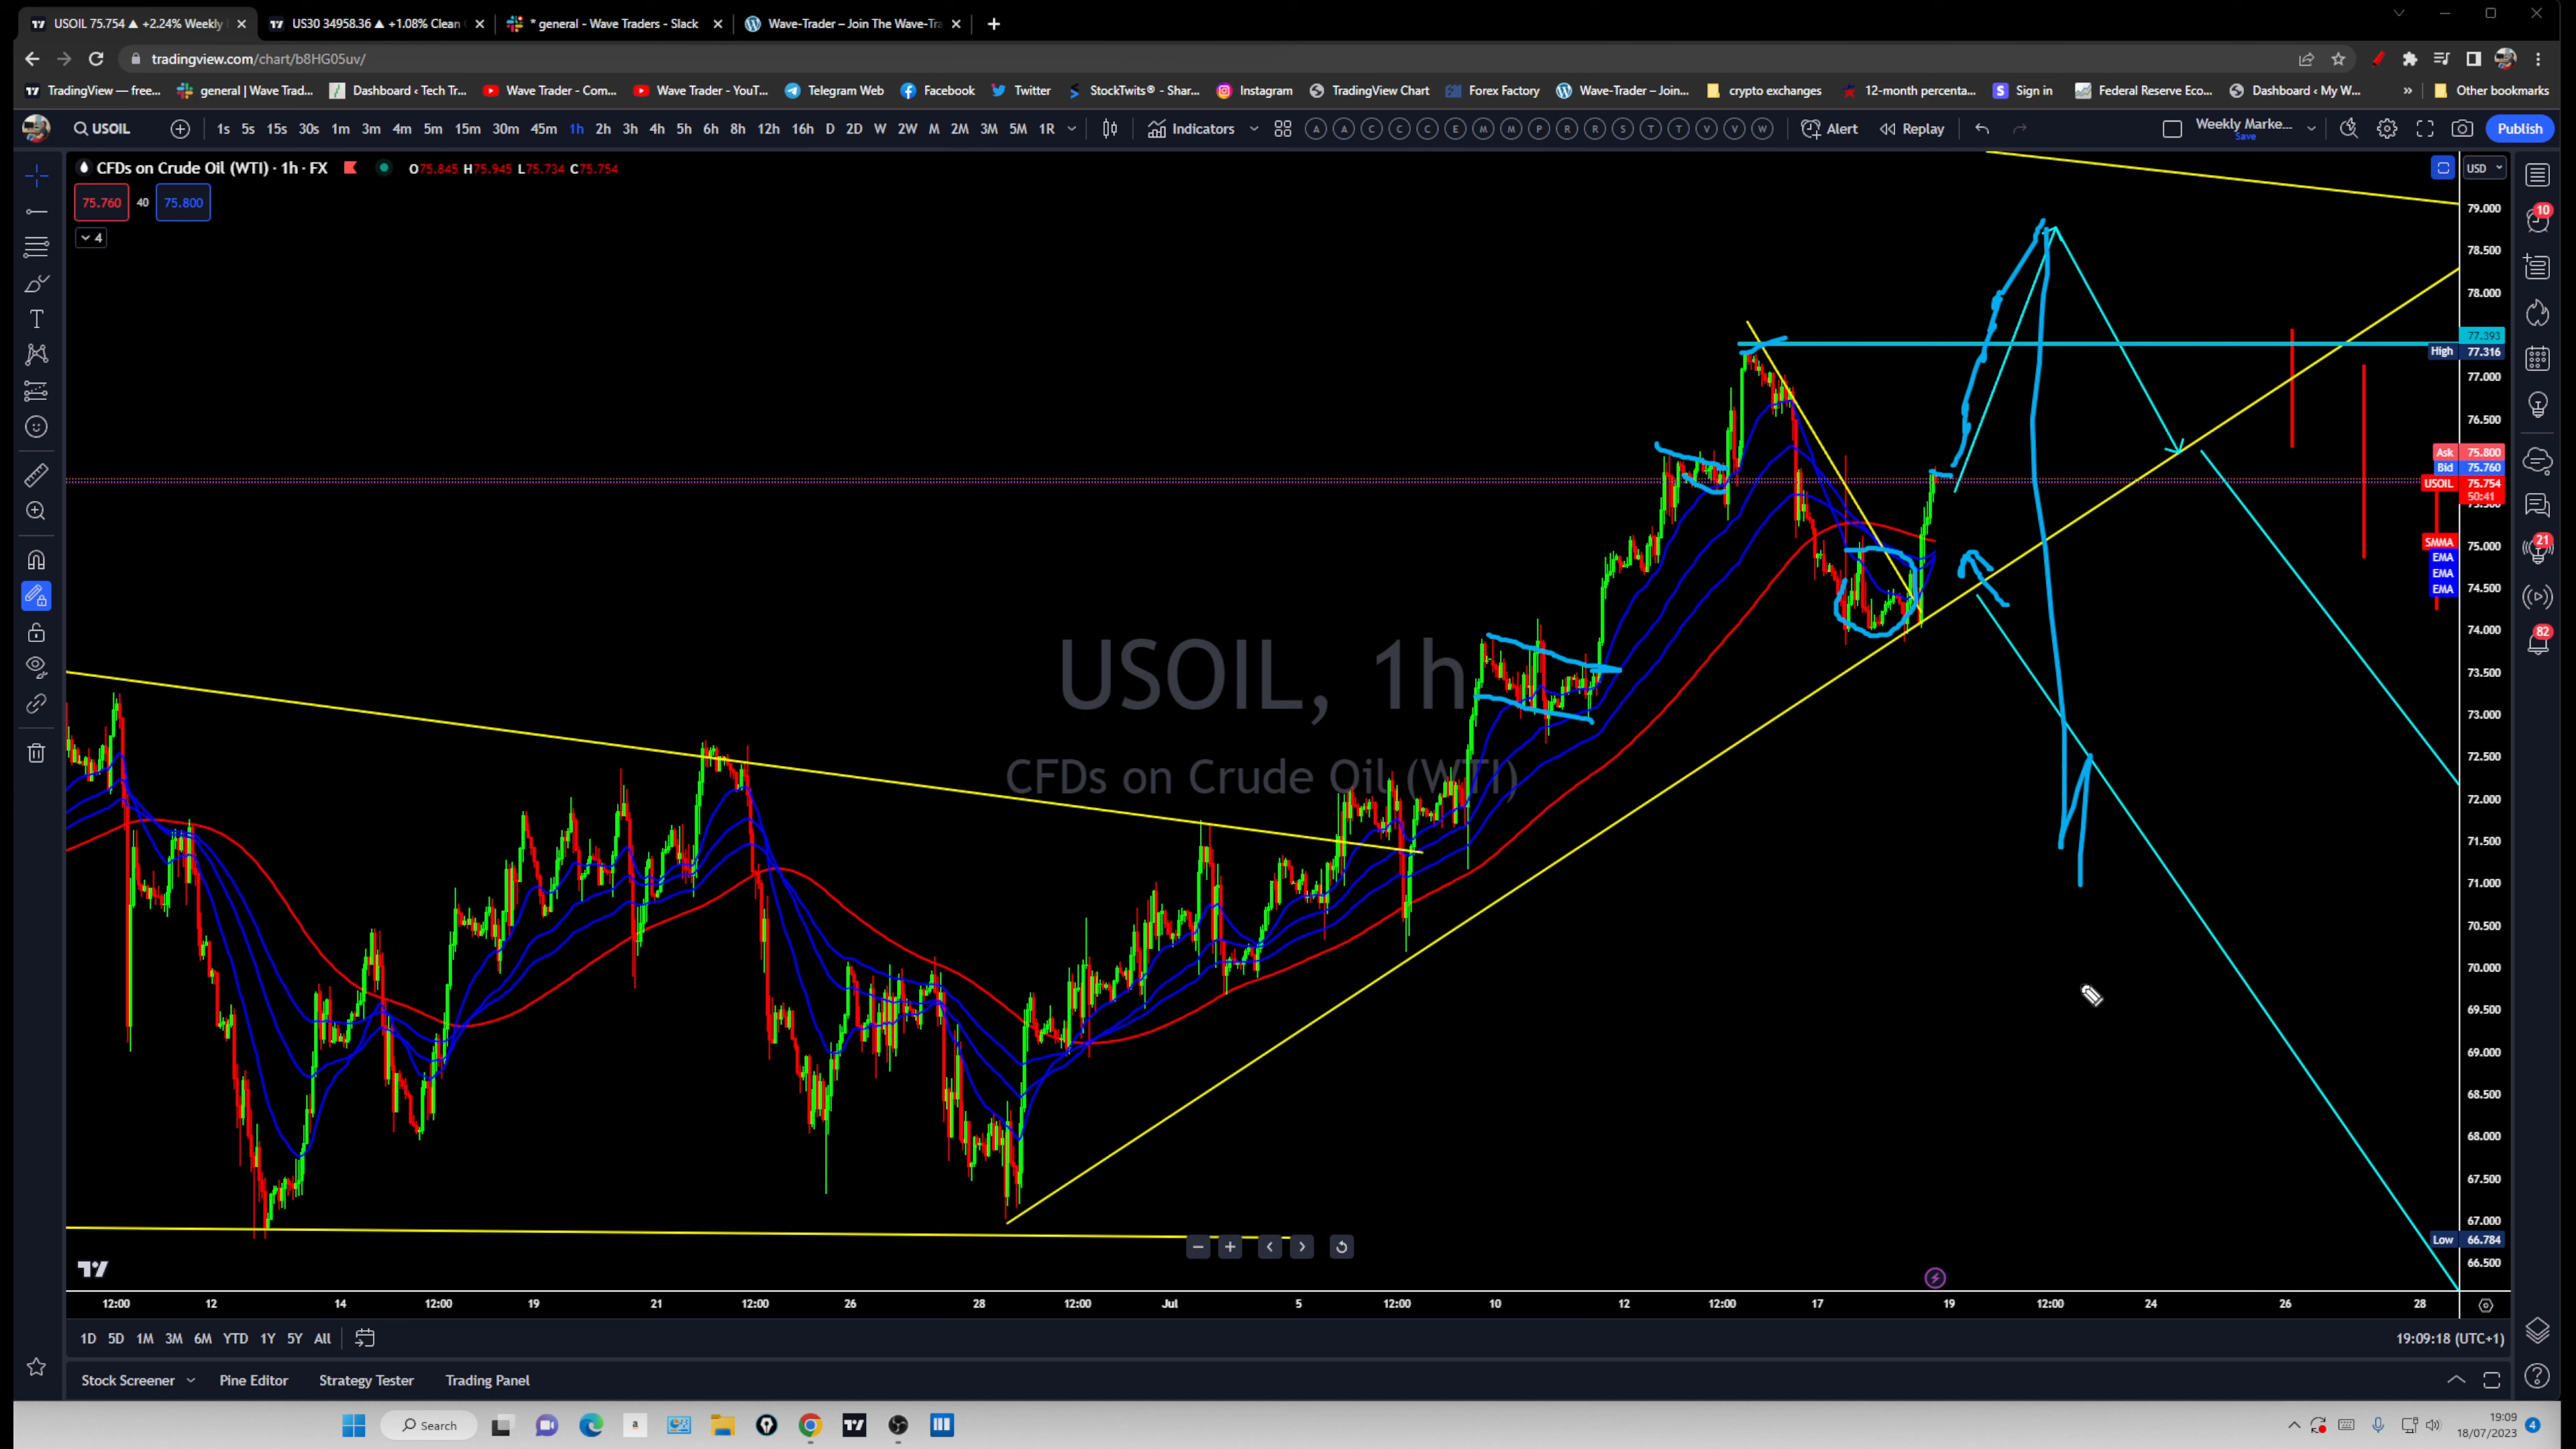 USOIL 75.754 ▲ +2.24% Weekly
US30 34958.36 ▲ +1.08% Clean
* general - Wave Traders - Slack
Wave-Trader – Join The Wave-Tra
tradingview.com/chart/b8HG05uv/
TradingView — free...
general | Wave Trad...
Dashboard ‹ Tech Tr...
Wave Trader - Com...
Wave Trader - YouT...
Telegram Web
Facebook
Twitter
StockTwits® - Shar...
Instagram
TradingView Chart
Forex Factory
Wave-Trader – Join...
crypto exchanges
12-month percenta...
Sign in
Federal Reserve Eco...
Dashboard ‹ My W...
»
Other bookmarks
USOIL
1s 5s 15s 30s 1m 3m 4m 5m 15m 30m 45m 1h 2h 3h 4h 5h 6h 8h 12h 16h D 2D W 2W M 2M 3M 5M 1R
Indicators
A A C C C E M M P R R S T T V V W
Alert
Replay
Weekly Marke...
Save
Publish
CFDs on Crude Oil (WTI) · 1h · FX
O75.845 H75.945 L75.734 C75.754
75.760 40 75.800
4
USD
USOIL, 1h
CFDs on Crude Oil (WTI)
79.000
78.500
78.000
77.393
High 77.316
77.000
76.500
Ask 75.800
Bid 75.760
USOIL 75.754
50:41
SMMA
75.000
EMA
EMA
EMA
74.500
74.000
73.500
73.000
72.500
72.000
71.500
71.000
70.500
70.000
69.500
69.000
68.500
68.000
67.500
67.000
Low 66.784
66.500
10
21
82
12:00 12 14 12:00 19 21 12:00 26 28 12:00 Jul 5 12:00 10 12 12:00 17 19 12:00 24 26 28
1D 5D 1M 3M 6M YTD 1Y 5Y All
19:09:18 (UTC+1)
Stock Screener
Pine Editor
Strategy Tester
Trading Panel
Search
19:09
18/07/2023
4